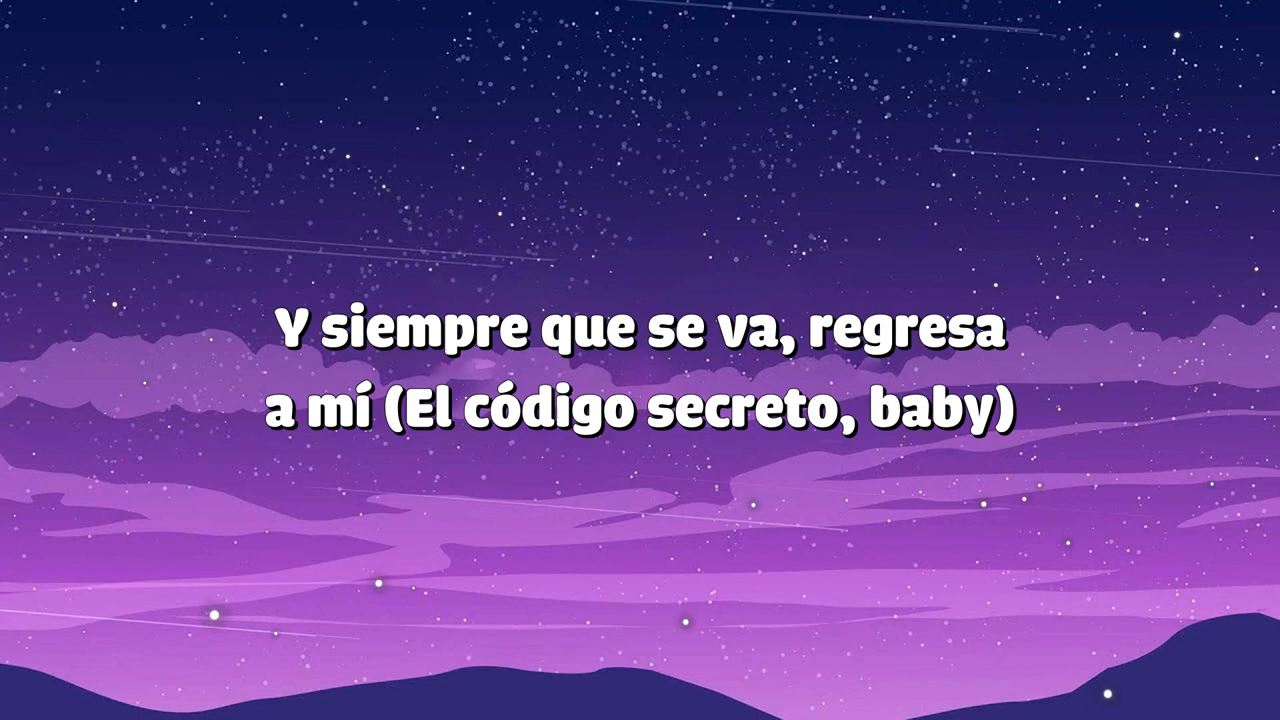 Y siempre que se va, regresa
a mí (El código secreto, baby)